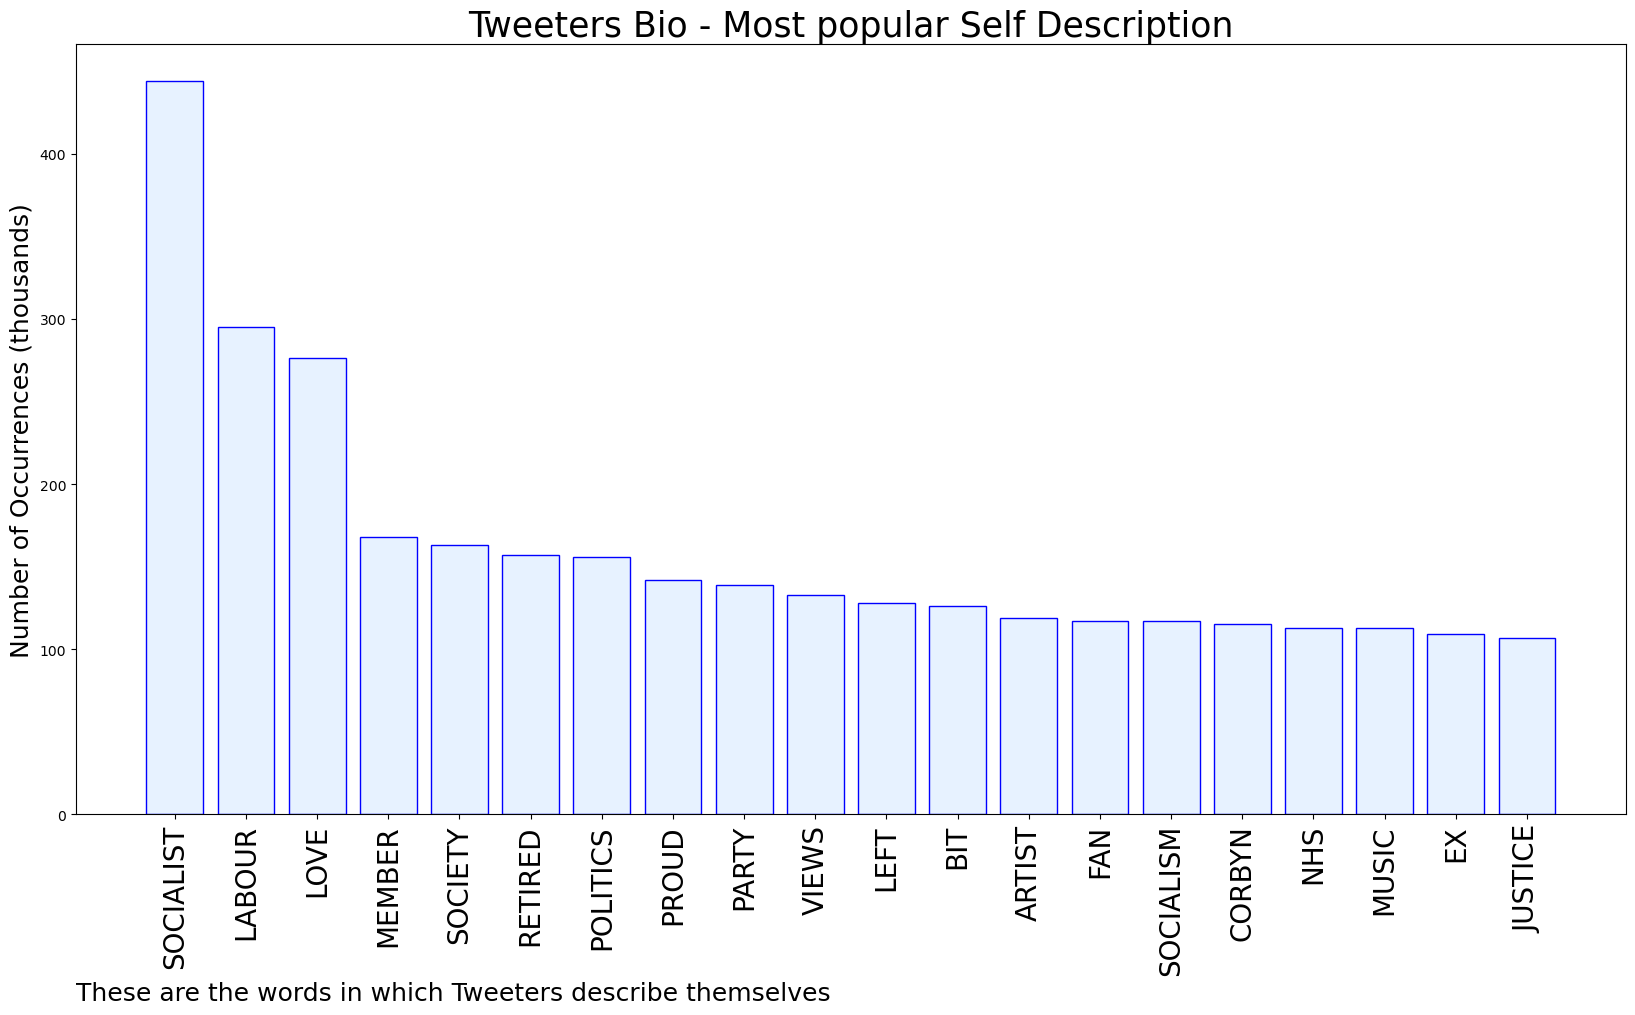 Tweeters Bio - Most popular Self Description
Number of Occurrences (thousands)
400
300
200
100
0
SOCIALIST
LABOUR
LOVE
MEMBER
SOCIETY
RETIRED
POLITICS
PROUD
PARTY
VIEWS
LEFT
BIT
ARTIST
FAN
SOCIALISM
CORBYN
NHS
MUSIC
EX
JUSTICE
These are the words in which Tweeters describe themselves